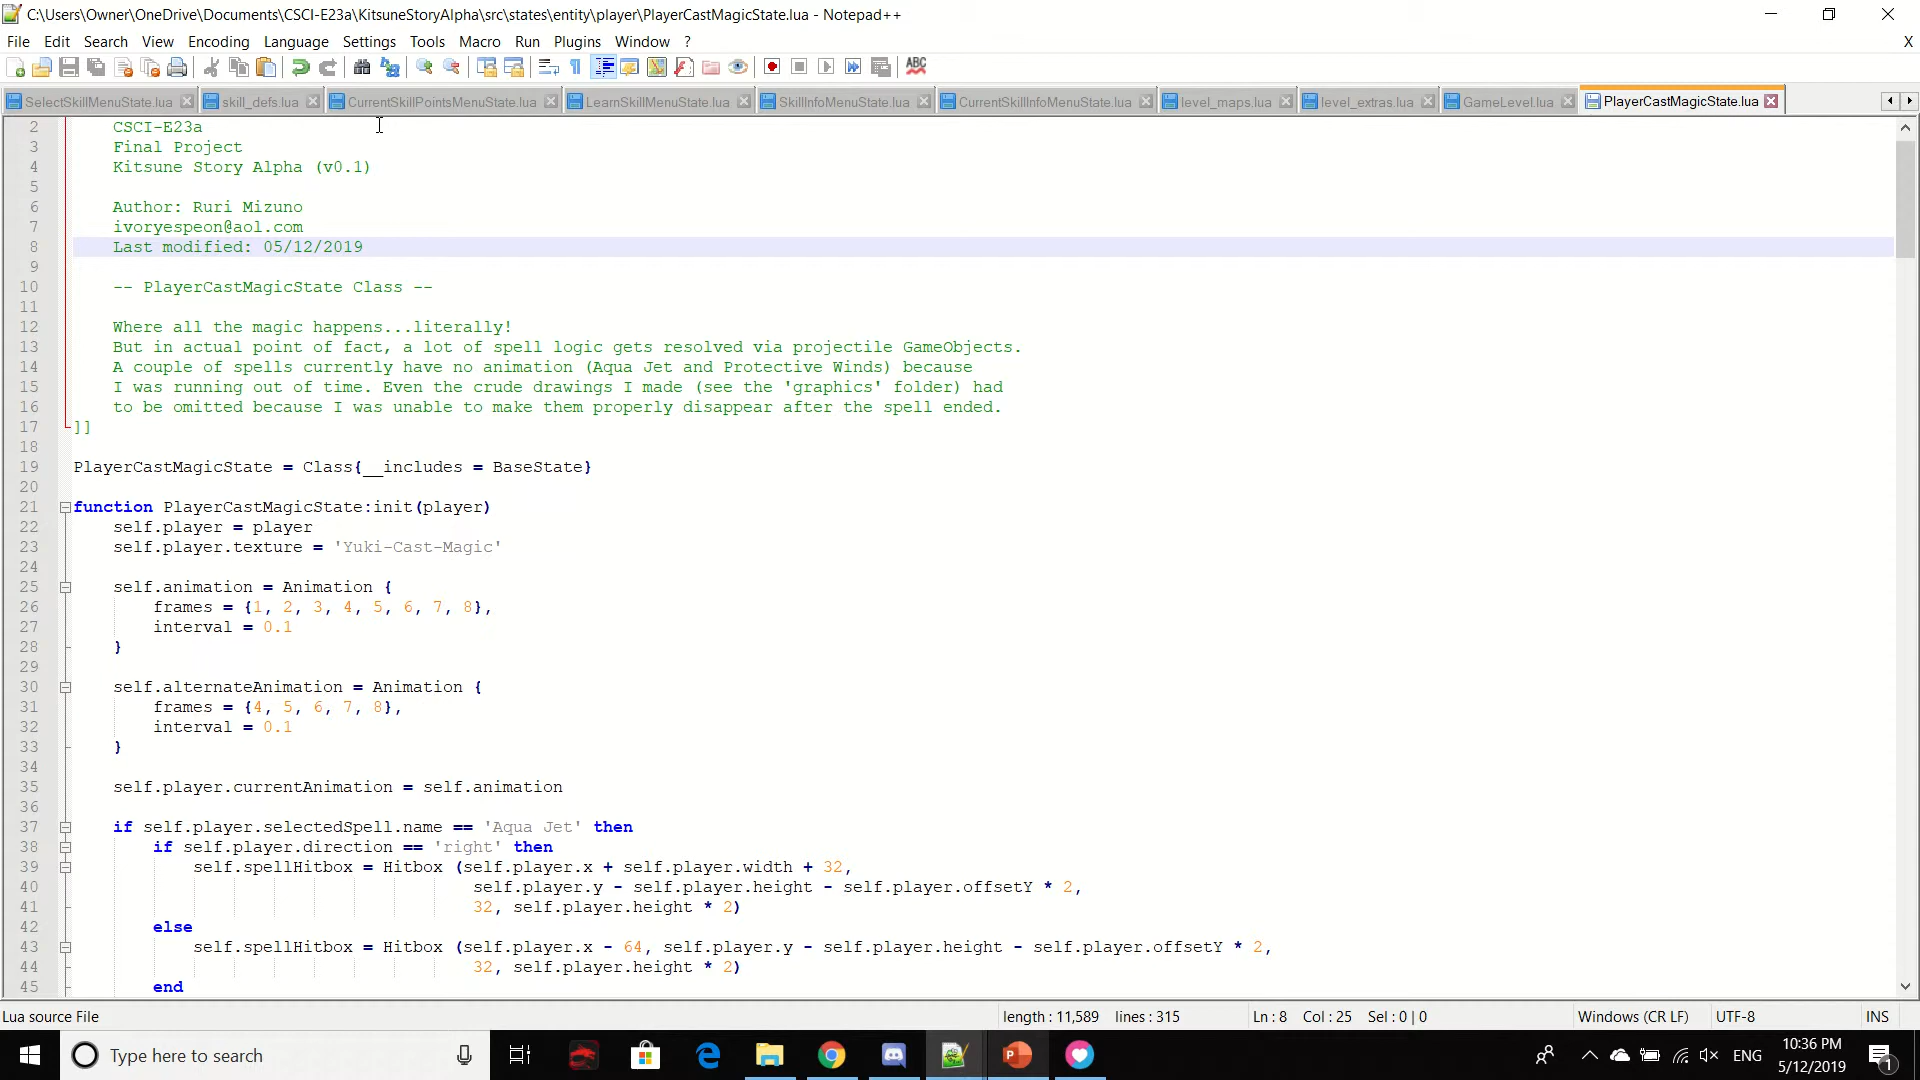 C:\Users\Owner\OneDrive\Documents\CSCI-E23a\KitsuneStoryAlpha\src\states\entity\player\PlayerCastMagicState.lua - Notepad++
File Edit Search View Encoding Language Settings Tools Macro Run Plugins Window ? X
ABC
SelectSkillMenuState.lua skill_defs.lua CurrentSkillPointsMenuState.lua LearnSkillMenuState.lua SkillInfoMenuState.lua CurrentSkillInfoMenuState.lua level_maps.lua level_extras.lua GameLevel.lua PlayerCastMagicState.lua
2 CSCI-E23a
3 Final Project
4 Kitsune Story Alpha (v0.1)
5
6 Author: Ruri Mizuno
7 ivoryespeon@aol.com
8 Last modified: 05/12/2019
9
10 -- PlayerCastMagicState Class --
11
12 Where all the magic happens...literally!
13 But in actual point of fact, a lot of spell logic gets resolved via projectile GameObjects.
14 A couple of spells currently have no animation (Aqua Jet and Protective Winds) because
15 I was running out of time. Even the crude drawings I made (see the 'graphics' folder) had
16 to be omitted because I was unable to make them properly disappear after the spell ended.
17 ]]
18
19 PlayerCastMagicState = Class{__includes = BaseState}
20
21 function PlayerCastMagicState:init(player)
22 self.player = player
23 self.player.texture = 'Yuki-Cast-Magic'
24
25 self.animation = Animation {
26 frames = {1, 2, 3, 4, 5, 6, 7, 8},
27 interval = 0.1
28 }
29
30 self.alternateAnimation = Animation {
31 frames = {4, 5, 6, 7, 8},
32 interval = 0.1
33 }
34
35 self.player.currentAnimation = self.animation
36
37 if self.player.selectedSpell.name == 'Aqua Jet' then
38 if self.player.direction == 'right' then
39 self.spellHitbox = Hitbox (self.player.x + self.player.width + 32,
40 self.player.y - self.player.height - self.player.offsetY * 2,
41 32, self.player.height * 2)
42 else
43 self.spellHitbox = Hitbox (self.player.x - 64, self.player.y - self.player.height - self.player.offsetY * 2,
44 32, self.player.height * 2)
45 end
Lua source File length : 11,589 lines : 315 Ln : 8 Col : 25 Sel : 0 | 0 Windows (CR LF) UTF-8 INS
Type here to search ENG 10:36 PM
5/12/2019 1